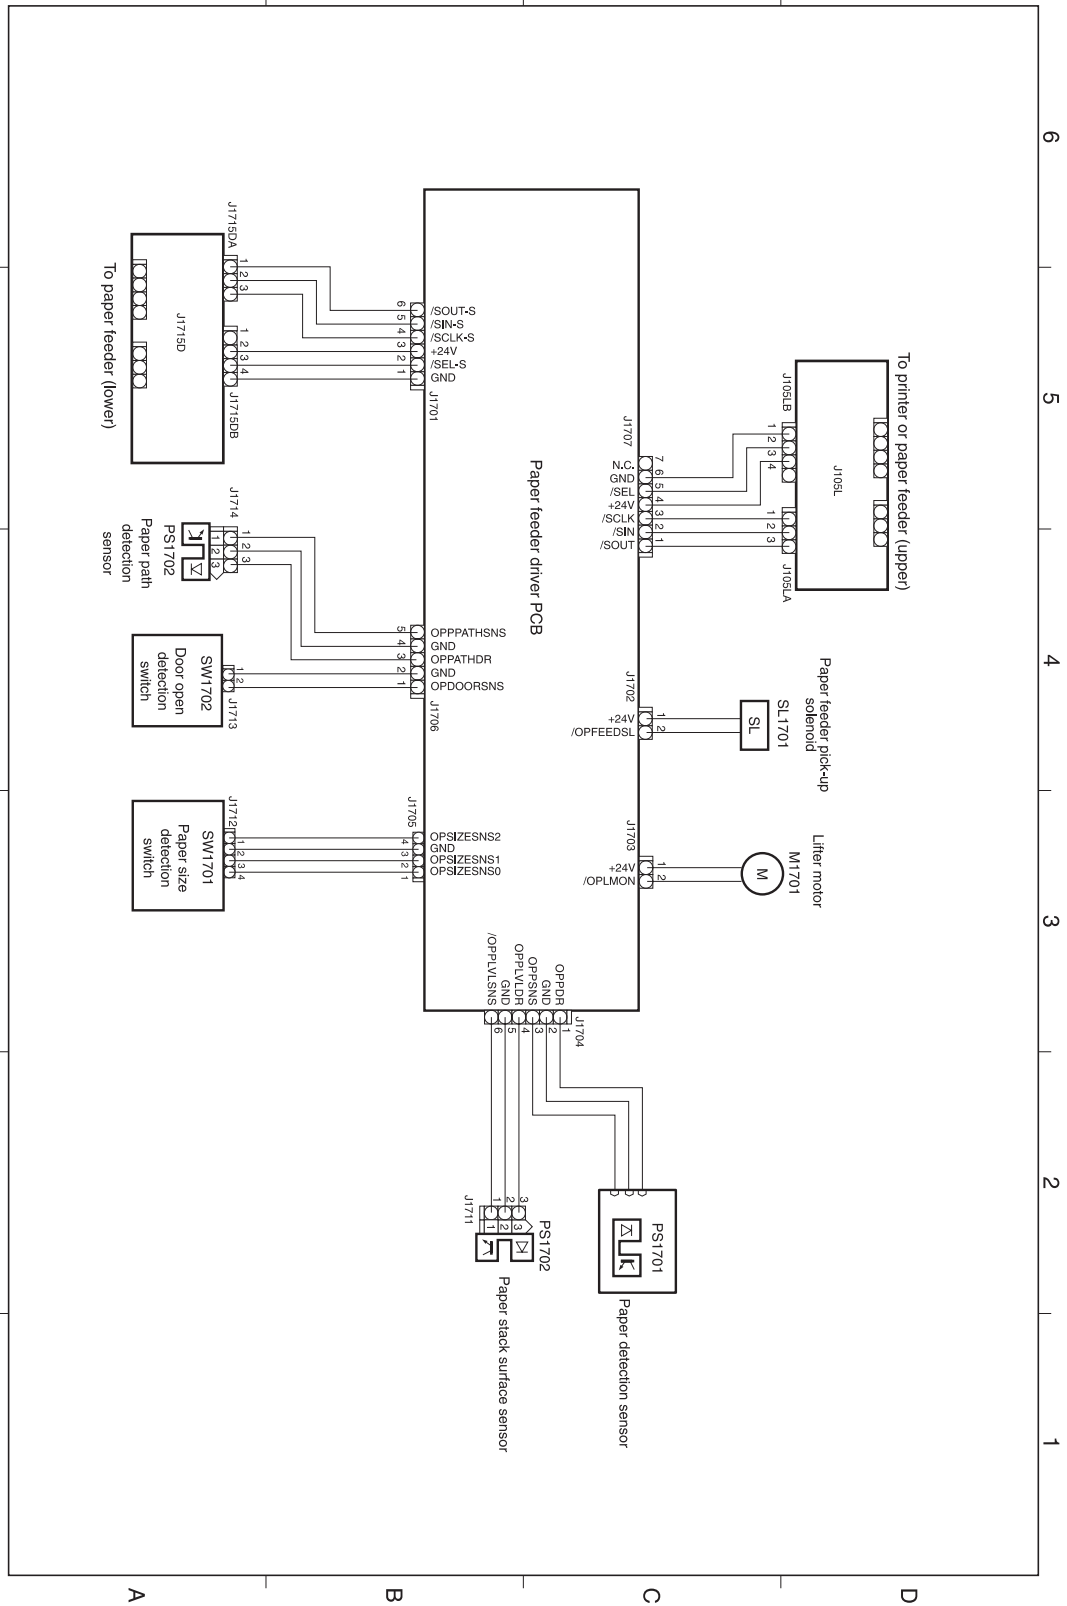 6
5
4
3
2
1
A
B
C
D
To printer or paper feeder (upper)
J105L
J105LB
1
2
3
4
J105LA
1
2
3
Paper feeder pick-up
solenoid
SL1701
SL
Lifter motor
M1701
M
J1707
N.C.
GND
/SEL
+24V
/SCLK
/SIN
/SOUT
7
6
5
4
3
2
1
J1702
+24V
/OPFEEDSL
1
2
J1703
+24V
/OPLMON
1
2
Paper feeder driver PCB
J1701
/SOUT-S
/SIN-S
/SCLK-S
+24V
/SEL-S
GND
6
5
4
3
2
1
J1706
OPPPATHSNS
GND
OPPATHDR
GND
OPDOORSNS
5
4
3
2
1
J1705
OPSIZESNS2
GND
OPSIZESNS1
OPSIZESNS0
4
3
2
1
J1704
OPPDR
GND
OPPSNS
OPPLVLDR
GND
/OPPLVLSNS
1
2
3
4
5
6
J1715DA
1
2
3
J1715DB
1
2
3
4
J1715D
To paper feeder (lower)
J1714
1
2
3
1
2
3
PS1702
Paper path
detection
sensor
J1713
1
2
SW1702
Door open
detection
switch
J1712
1
2
3
4
SW1701
Paper size
detection
switch
PS1701
Paper detection sensor
J1711
3
2
1
3
2
1
PS1702
Paper stack surface sensor